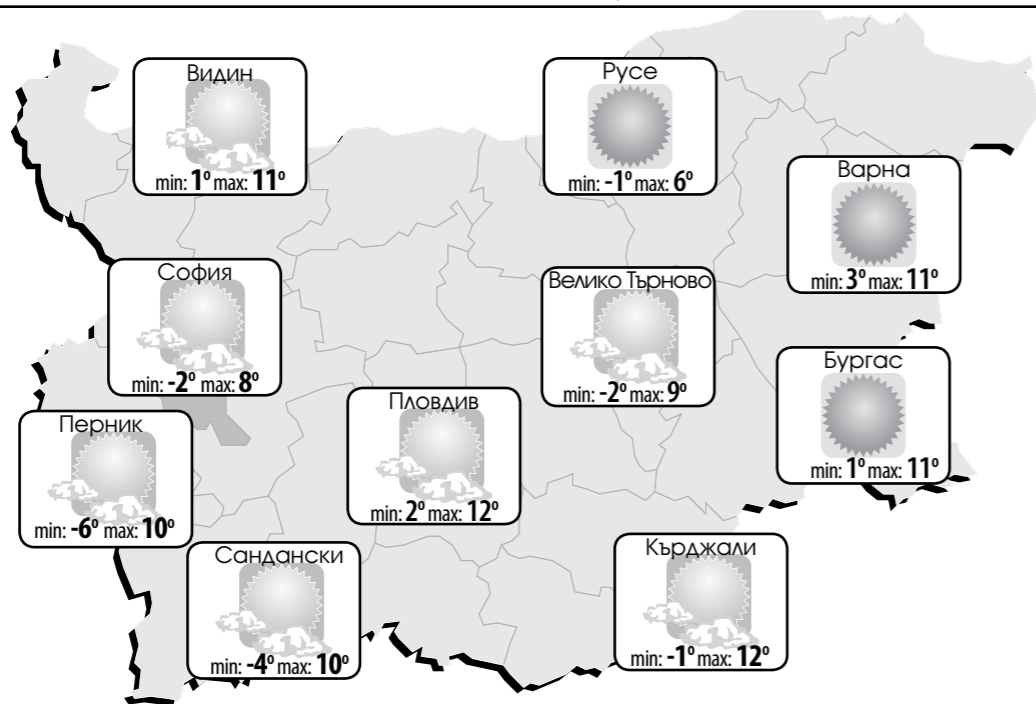 Видин
min: 1° max: 11°
Русе
min: -1° max: 6°
Варна
min: 3° max: 11°
София
min: -2° max: 8°
Велико Търново
min: -2° max: 9°
Бургас
min: 1° max: 11°
Пловдив
min: 2° max: 12°
Перник
min: -6° max: 10°
Сандански
min: -4° max: 10°
Кърджали
min: -1° max: 12°